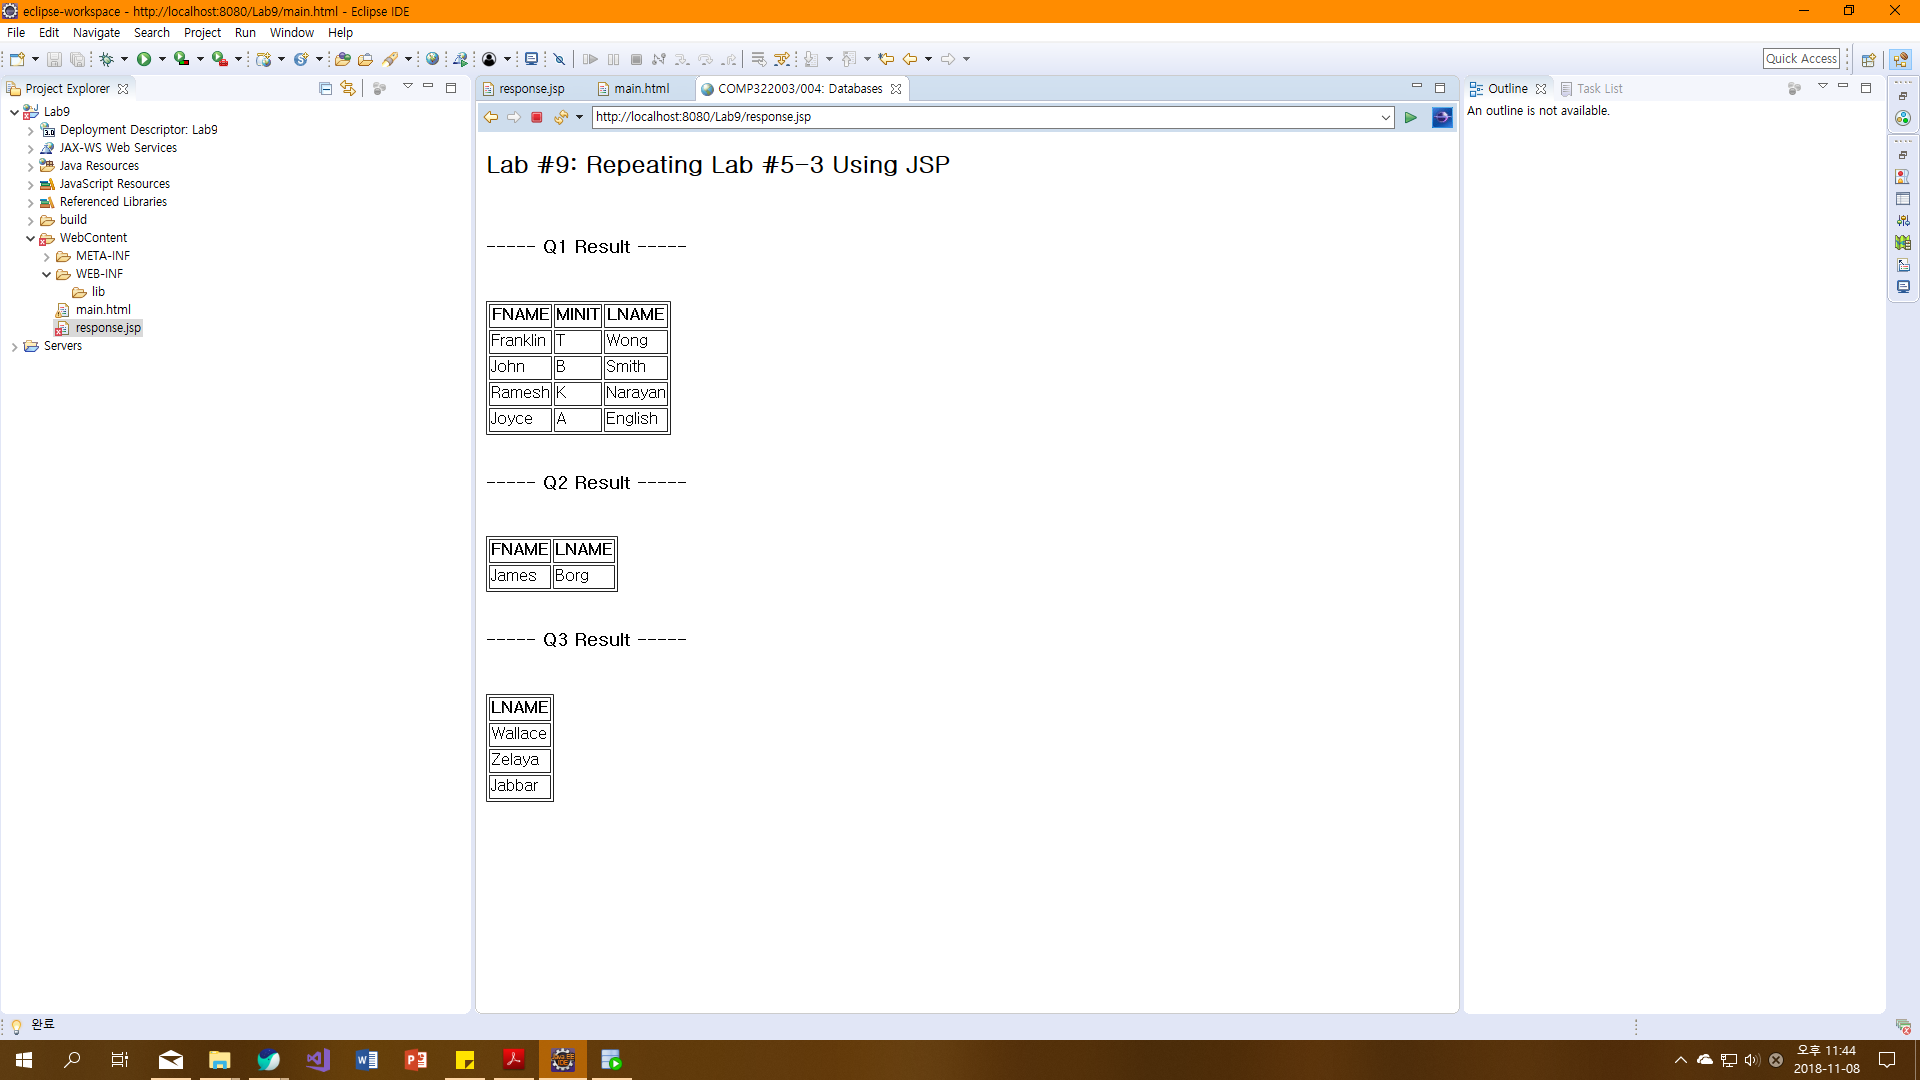 eclipse-workspace - http://localhost:8080/Lab9/main.html - Eclipse IDE
File Edit Navigate Search Project Run Window Help
Quick Access
Project Explorer
Lab9
Deployment Descriptor: Lab9
JAX-WS Web Services
Java Resources
JavaScript Resources
Referenced Libraries
build
WebContent
META-INF
WEB-INF
lib
main.html
response.jsp
Servers
response.jsp main.html COMP322003/004: Databases
http://localhost:8080/Lab9/response.jsp
Lab #9: Repeating Lab #5-3 Using JSP
----- Q1 Result -----
FNAME MINIT LNAME
Franklin T Wong
John B Smith
Ramesh K Narayan
Joyce A English
----- Q2 Result -----
FNAME LNAME
James Borg
----- Q3 Result -----
LNAME
Wallace
Zelaya
Jabbar
Outline Task List
An outline is not available.
완료
오후 11:44
2018-11-08